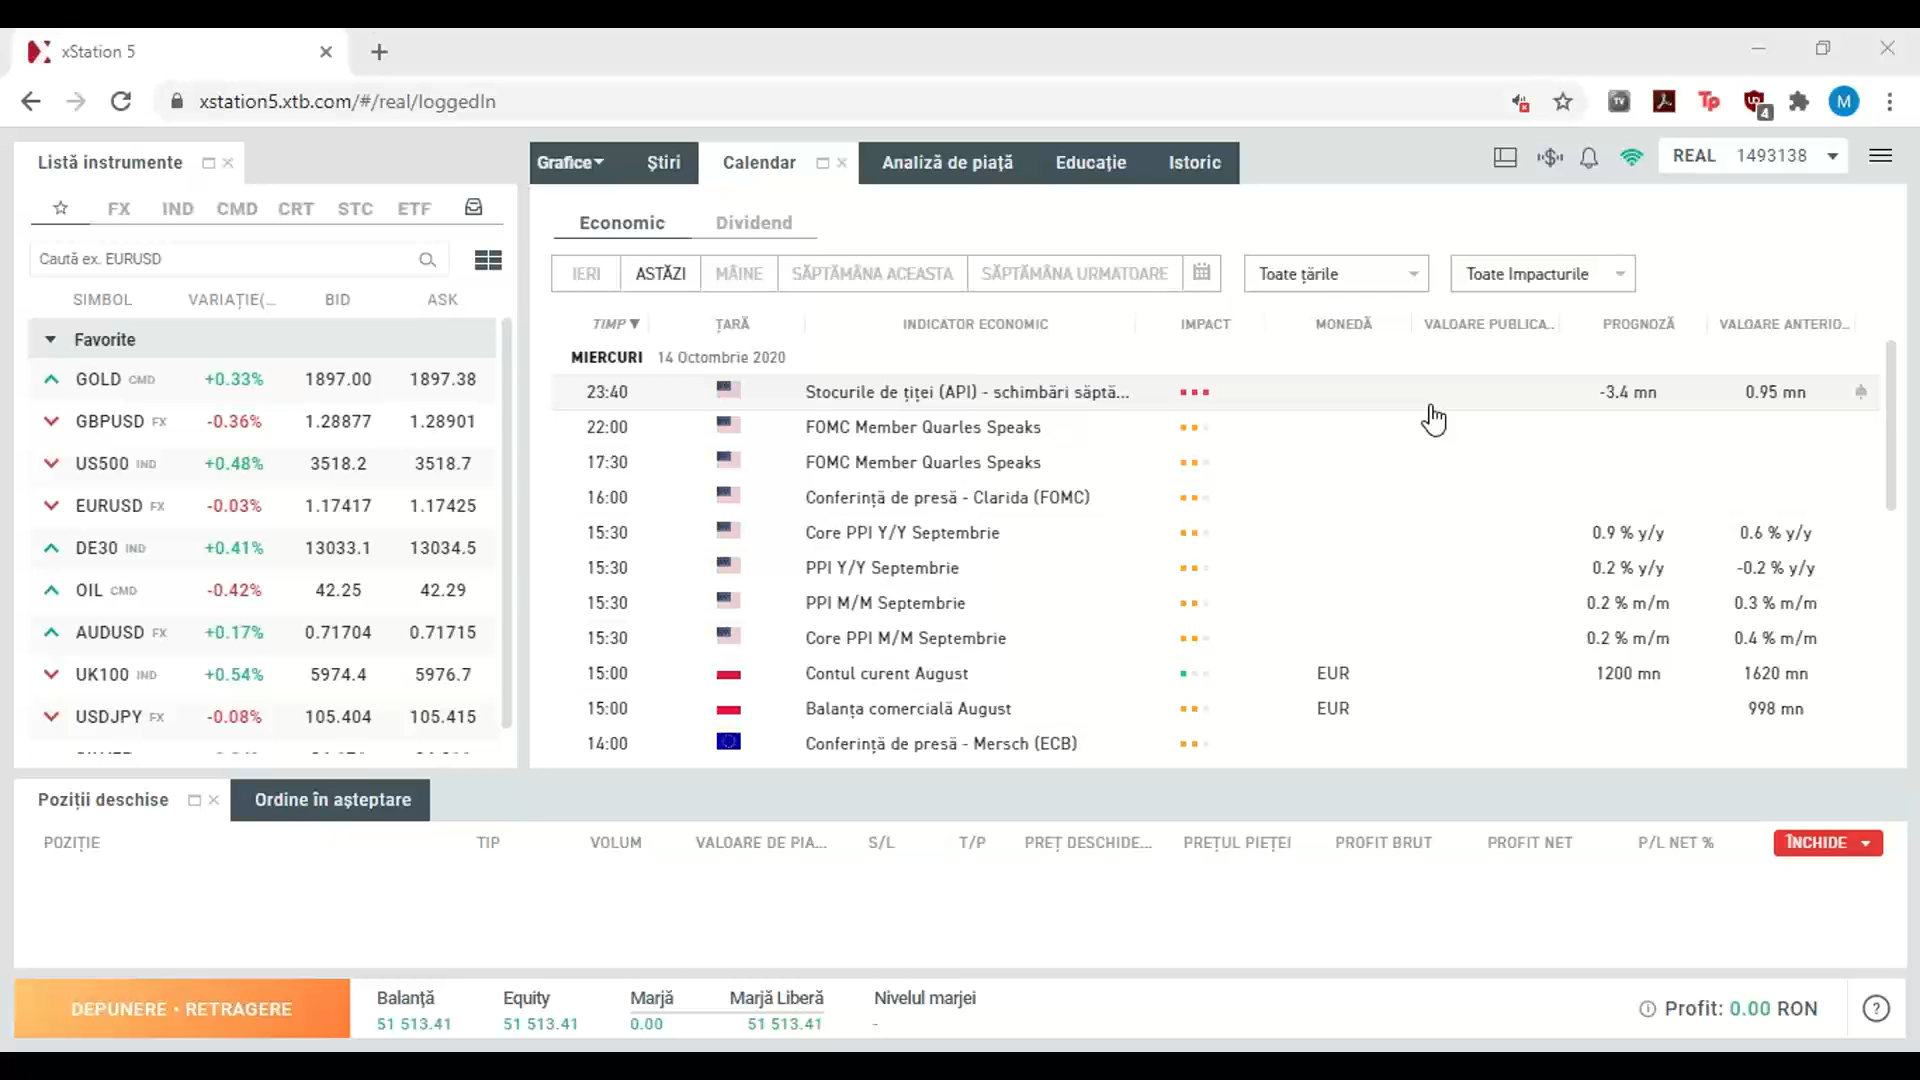 xStation 5
xstation5.xtb.com/#/real/loggedIn
TV
Tp
4
M
Listă instrumente
Grafice
Știri
Calendar
Analiză de piață
Educație
Istoric
REAL 1493138
FX IND CMD CRT STC ETF
Economic
Dividend
Caută ex. EURUSD
IERI
ASTĂZI
MÂINE
SĂPTĂMÂNA ACEASTA
SĂPTĂMÂNA URMATOARE
Toate țările
Toate Impacturile
SIMBOL VARIAȚIE(... BID ASK
Favorite
GOLD CMD +0.33% 1897.00 1897.38
GBPUSD FX -0.36% 1.28877 1.28901
US500 IND +0.48% 3518.2 3518.7
EURUSD FX -0.03% 1.17417 1.17425
DE30 IND +0.41% 13033.1 13034.5
OIL CMD -0.42% 42.25 42.29
AUDUSD FX +0.17% 0.71704 0.71715
UK100 IND +0.54% 5974.4 5976.7
USDJPY FX -0.08% 105.404 105.415
TIMP ȚARĂ INDICATOR ECONOMIC IMPACT MONEDĂ VALOARE PUBLICA... PROGNOZĂ VALOARE ANTERIO...
MIERCURI 14 Octombrie 2020
23:40 Stocurile de ţiţei (API) - schimbări săptă... -3.4 mn 0.95 mn
22:00 FOMC Member Quarles Speaks
17:30 FOMC Member Quarles Speaks
16:00 Conferință de presă - Clarida (FOMC)
15:30 Core PPI Y/Y Septembrie 0.9 % y/y 0.6 % y/y
15:30 PPI Y/Y Septembrie 0.2 % y/y -0.2 % y/y
15:30 PPI M/M Septembrie 0.2 % m/m 0.3 % m/m
15:30 Core PPI M/M Septembrie 0.2 % m/m 0.4 % m/m
15:00 Contul curent August EUR 1200 mn 1620 mn
15:00 Balanța comercială August EUR 998 mn
14:00 Conferință de presă - Mersch (ECB)
Poziții deschise
Ordine în așteptare
POZIȚIE TIP VOLUM VALOARE DE PIA... S/L T/P PREȚ DESCHIDE... PREȚUL PIEȚEI PROFIT BRUT PROFIT NET P/L NET % ÎNCHIDE
DEPUNERE • RETRAGERE
Balanță Equity Marjă Marjă Liberă Nivelul marjei
51 513.41 51 513.41 0.00 51 513.41 -
Profit: 0.00 RON
?